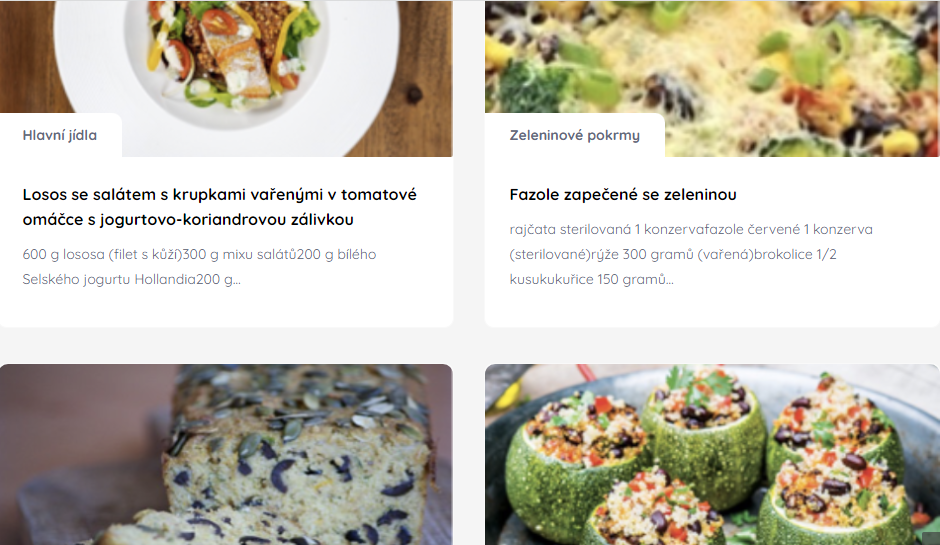 Hlavní jídla
Losos se salátem s krupkami vařenými v tomatové
omáčce s jogurtovo-koriandrovou zálivkou
600 g lososa (filet s kůží)300 g mixu salátů200 g bílého
Selského jogurtu Hollandia200 g...
Zeleninové pokrmy
Fazole zapečené se zeleninou
rajčata sterilovaná 1 konzervafazole červené 1 konzerva
(sterilované)rýže 300 gramů (vařená)brokolice 1/2
kusukukuřice 150 gramů...